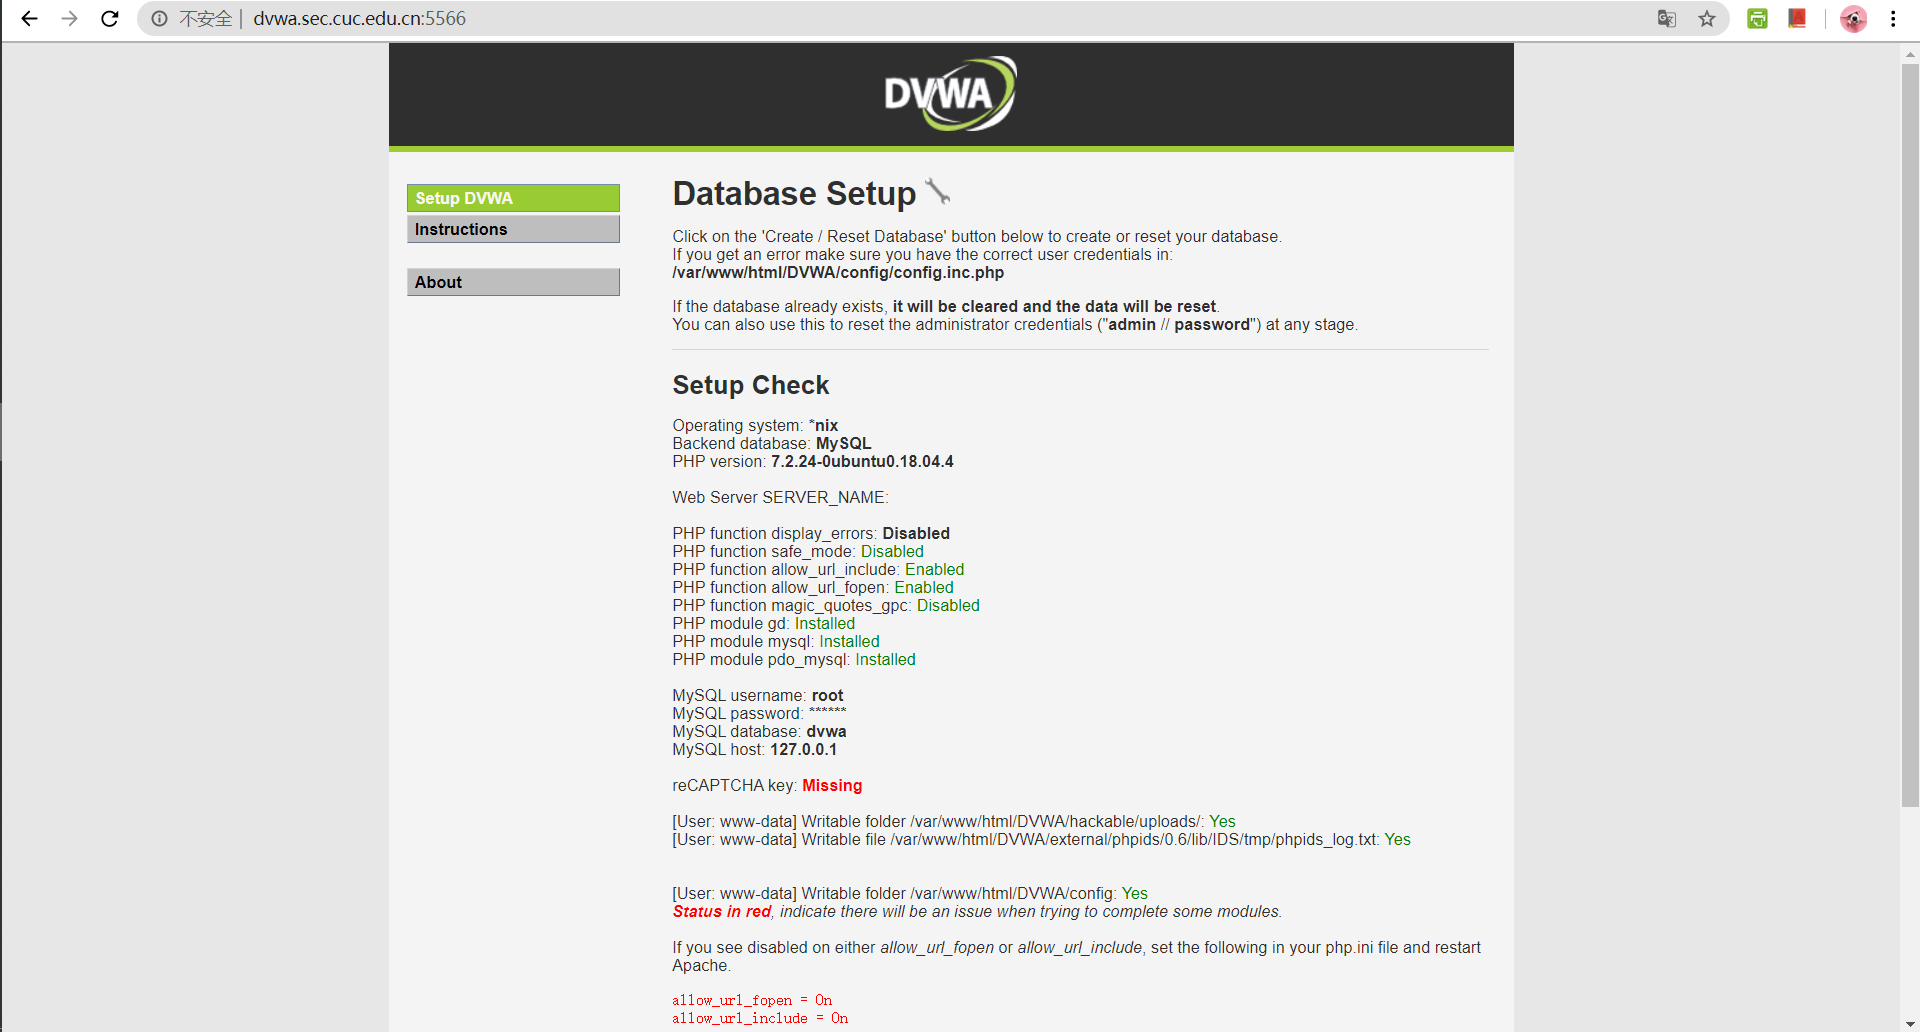 不安全 | dvwa.sec.cuc.edu.cn:5566
DVWA
Setup DVWA
Instructions
About
Database Setup
Click on the 'Create / Reset Database' button below to create or reset your database.
If you get an error make sure you have the correct user credentials in:
/var/www/html/DVWA/config/config.inc.php
If the database already exists, it will be cleared and the data will be reset.
You can also use this to reset the administrator credentials ("admin // password") at any stage.
Setup Check
Operating system: *nix
Backend database: MySQL
PHP version: 7.2.24-0ubuntu0.18.04.4
Web Server SERVER_NAME:
PHP function display_errors: Disabled
PHP function safe_mode: Disabled
PHP function allow_url_include: Enabled
PHP function allow_url_fopen: Enabled
PHP function magic_quotes_gpc: Disabled
PHP module gd: Installed
PHP module mysql: Installed
PHP module pdo_mysql: Installed
MySQL username: root
MySQL password: ******
MySQL database: dvwa
MySQL host: 127.0.0.1
reCAPTCHA key: Missing
[User: www-data] Writable folder /var/www/html/DVWA/hackable/uploads/: Yes
[User: www-data] Writable file /var/www/html/DVWA/external/phpids/0.6/lib/IDS/tmp/phpids_log.txt: Yes
[User: www-data] Writable folder /var/www/html/DVWA/config: Yes
Status in red, indicate there will be an issue when trying to complete some modules.
If you see disabled on either allow_url_fopen or allow_url_include, set the following in your php.ini file and restart
Apache.
allow_url_fopen = On
allow_url_include = On